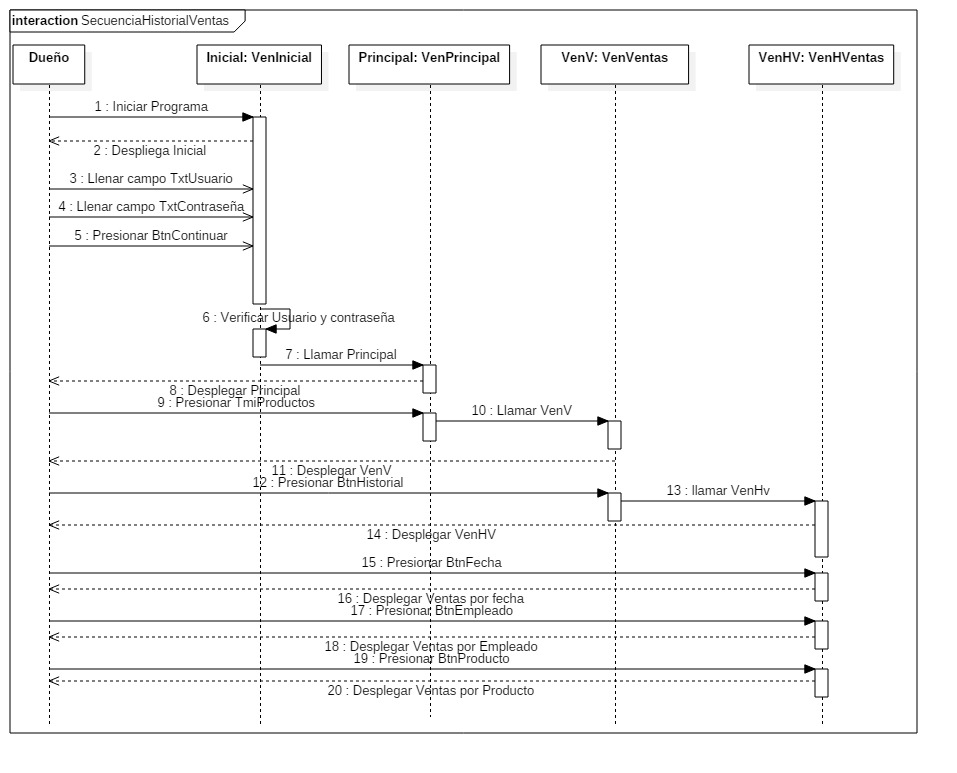 interaction SecuenciaHistorialVentas
Dueño
Inicial: VenInicial
Principal: VenPrincipal
VenV: VenVentas
VenHV: VenHVentas
1 : Iniciar Programa
2 : Despliega Inicial
3 : Llenar campo TxtUsuario
4 : Llenar campo TxtContraseña
5 : Presionar BtnContinuar
6 : Verificar Usuario y contraseña
7 : Llamar Principal
8 : Desplegar Principal
9 : Presionar TmiProductos
10 : Llamar VenV
11 : Desplegar VenV
12 : Presionar BtnHistorial
13 : llamar VenHv
14 : Desplegar VenHV
15 : Presionar BtnFecha
16 : Desplegar Ventas por fecha
17 : Presionar BtnEmpleado
18 : Desplegar Ventas por Empleado
19 : Presionar BtnProducto
20 : Desplegar Ventas por Producto